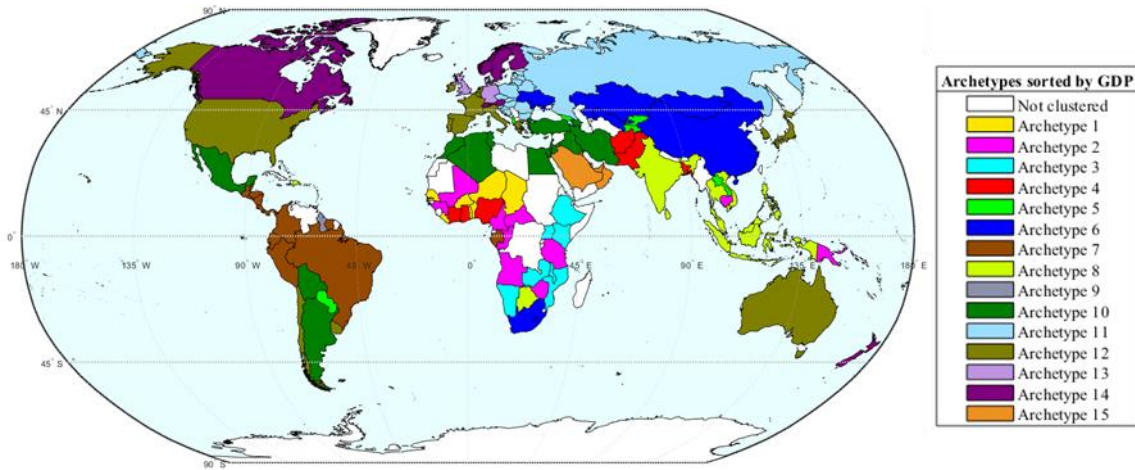 90° N
45° N
0°
180° W
135° W
90° W
45° W
0
45° E
90° E
135° E
180° E
45° S
90° S
Archetypes sorted by GDP
Not clustered
Archetype 1
Archetype 2
Archetype 3
Archetype 4
Archetype 5
Archetype 6
Archetype 7
Archetype 8
Archetype 9
Archetype 10
Archetype 11
Archetype 12
Archetype 13
Archetype 14
Archetype 15